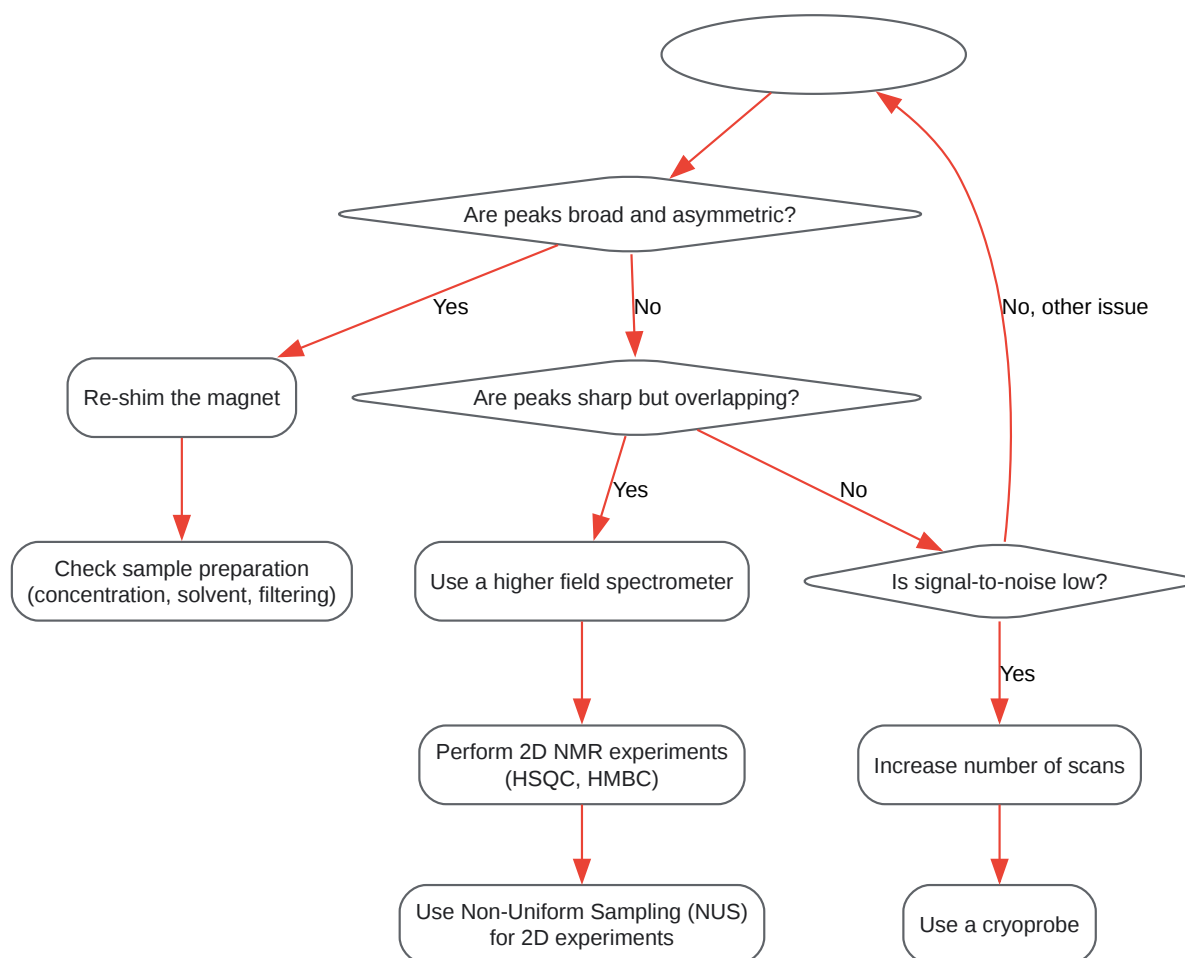 Are peaks broad and asymmetric?
Yes
No
No, other issue
Re-shim the magnet
Are peaks sharp but overlapping?
Yes
No
Check sample preparation
(concentration, solvent, filtering)
Use a higher field spectrometer
Is signal-to-noise low?
Yes
Perform 2D NMR experiments
(HSQC, HMBC)
Increase number of scans
Use Non-Uniform Sampling (NUS)
for 2D experiments
Use a cryoprobe